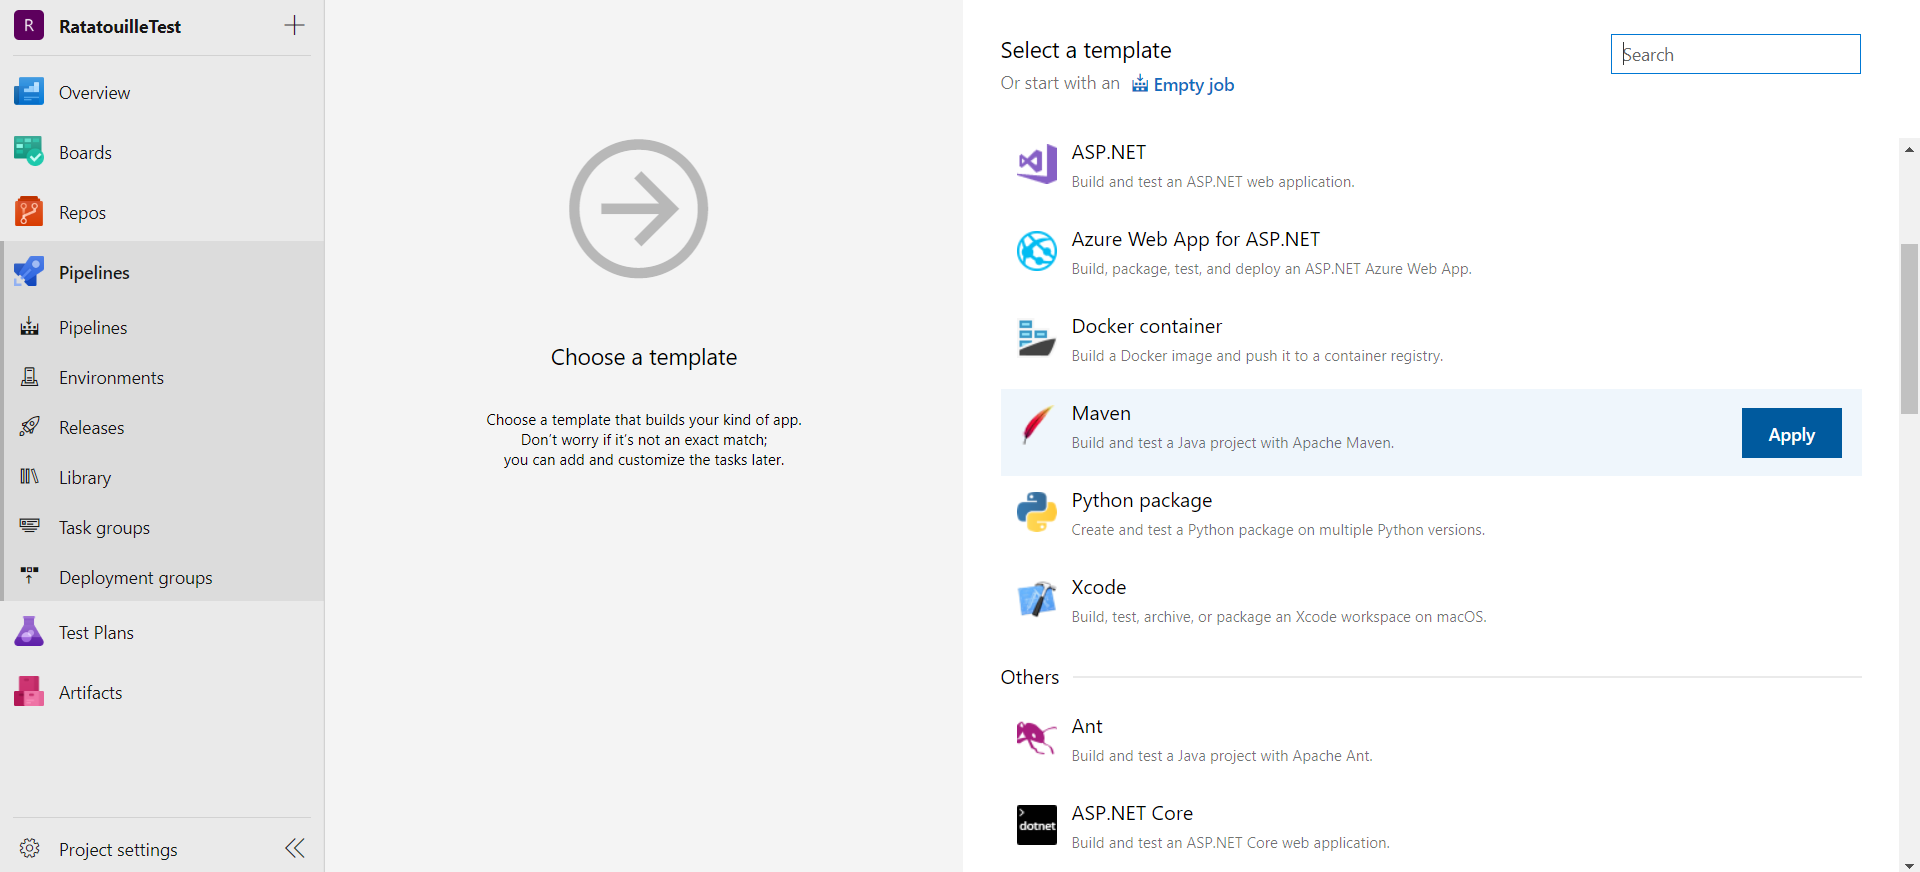 R
RatatouilleTest
Overview
Boards
Repos
Pipelines
Pipelines
Environments
Releases
Library
Task groups
Deployment groups
Test Plans
Artifacts
Project settings
Choose a template
Choose a template that builds your kind of app.
Don't worry if it's not an exact match;
you can add and customize the tasks later.
Select a template
Or start with an Empty job
Search
ASP.NET
Build and test an ASP.NET web application.
Azure Web App for ASP.NET
Build, package, test, and deploy an ASP.NET Azure Web App.
Docker container
Build a Docker image and push it to a container registry.
Maven
Build and test a Java project with Apache Maven.
Apply
Python package
Create and test a Python package on multiple Python versions.
Xcode
Build, test, archive, or package an Xcode workspace on macOS.
Others
Ant
Build and test a Java project with Apache Ant.
dotnet
ASP.NET Core
Build and test an ASP.NET Core web application.